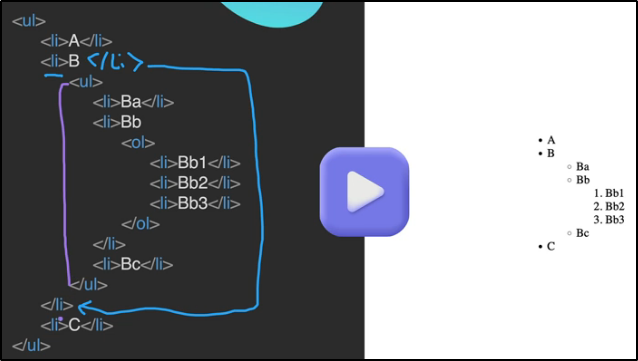 <ul>
<li>A</li>
<li>B </li>
<ul>
<li>Ba</li>
<li>Bb
<ol>
<li>Bb1</li>
<li>Bb2</li>
<li>Bb3</li>
</ol>
</li>
<li>Bc</li>
</ul>
</li>
<li>C</li>
</ul>
• A
• B
◦ Ba
◦ Bb
1. Bb1
2. Bb2
3. Bb3
◦ Bc
• C